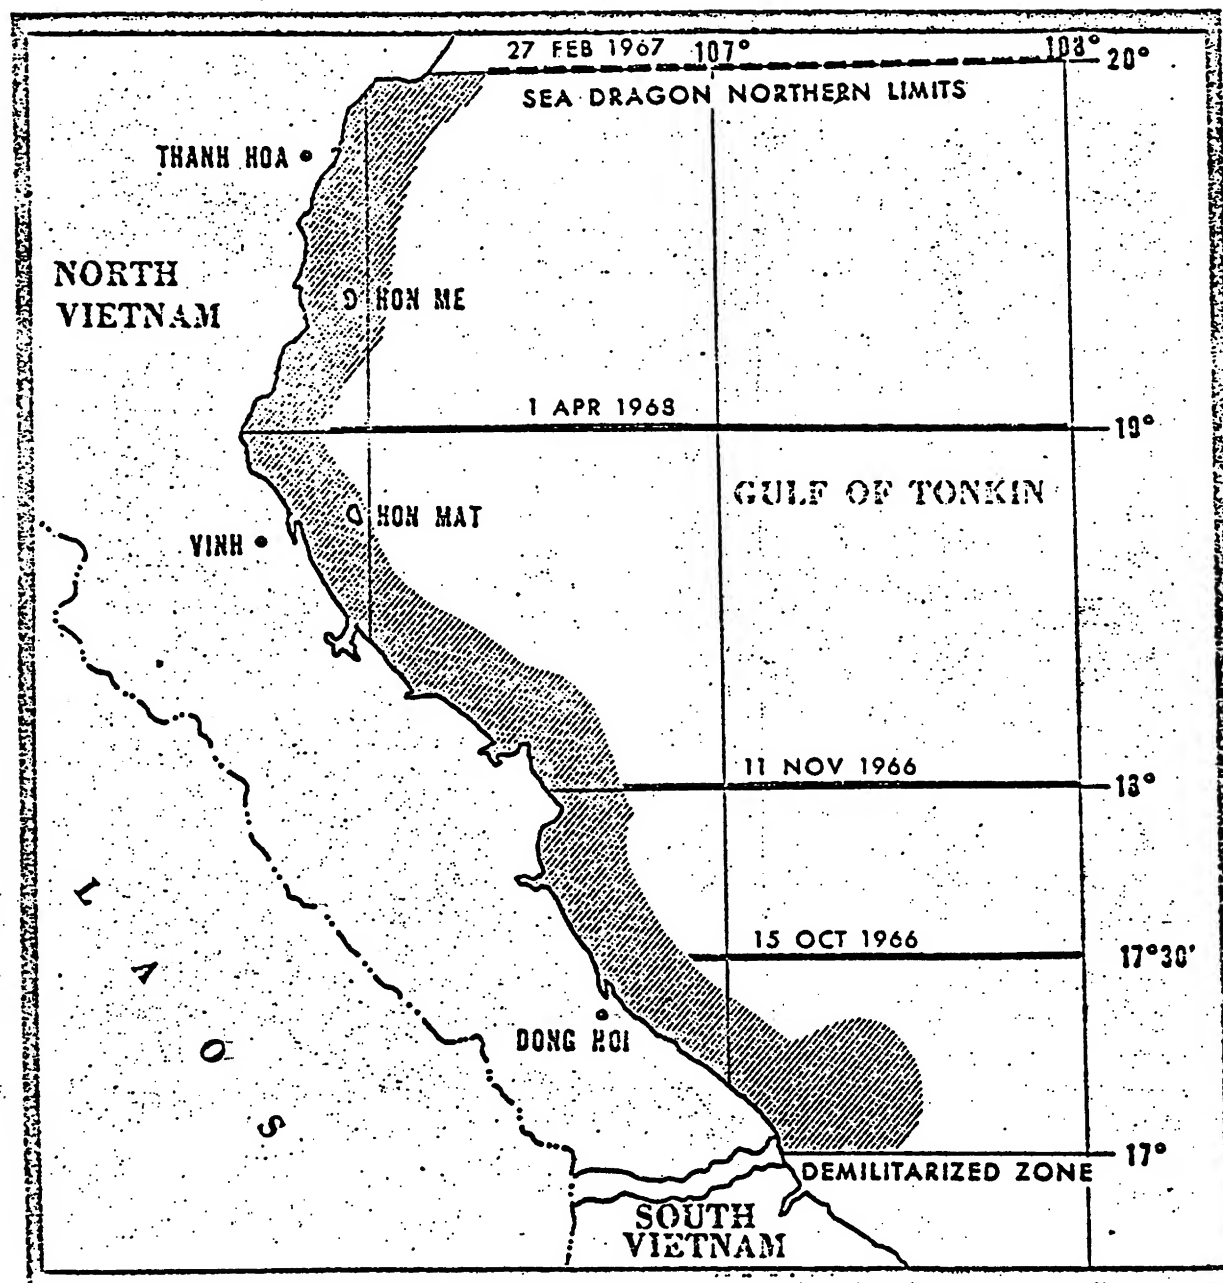 27 FEB 1967
107°
108°
20°
SEA DRAGON NORTHERN LIMITS
THANH HOA
NORTH
VIETNAM
HON ME
1 APR 1968
19°
GULF OF TONKIN
HON MAT
VINH
11 NOV 1966
18°
LAOS
15 OCT 1966
17°30'
DONG HOI
17°
DEMILITARIZED ZONE
SOUTH
VIETNAM